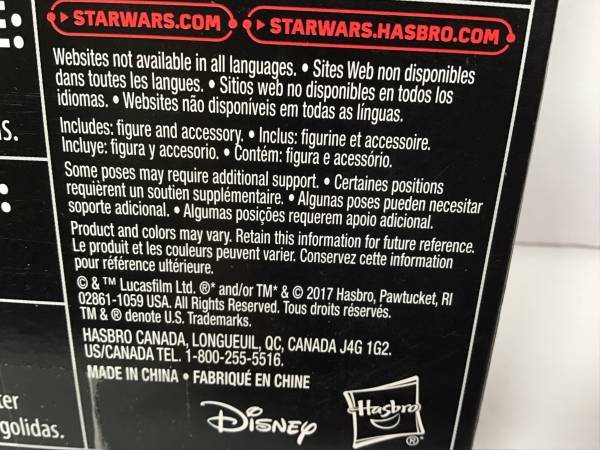 STARWARS.COM STARWARS.HASBRO.COM
Websites not available in all languages. • Sites Web non disponibles
dans toutes les langues. • Sitios web no disponibles en todos los
idiomas. • Websites não disponíveis em todas as línguas.
Includes: figure and accessory. • Inclus: figurine et accessoire.
Incluye: figura y accesorio. • Contém: figura e acessório.
Some poses may require additional support. • Certaines positions
requièrent un soutien supplémentaire. • Algunas poses pueden necesitar
soporte adicional. • Algumas posições requerem apoio adicional.
Product and colors may vary. Retain this information for future reference.
Le produit et les couleurs peuvent varier. Conservez cette information
pour référence ultérieure.
© & ™ Lucasfilm Ltd. ®* and/or TM* & © 2017 Hasbro, Pawtucket, RI
02861-1059 USA. All Rights Reserved. Tous droits réservés.
TM & ® denote U.S. Trademarks.
HASBRO CANADA, LONGUEUIL, QC, CANADA J4G 1G2.
US/CANADA TEL. 1-800-255-5516.
MADE IN CHINA • FABRIQUÉ EN CHINE
golidas.
Disney Hasbro ®